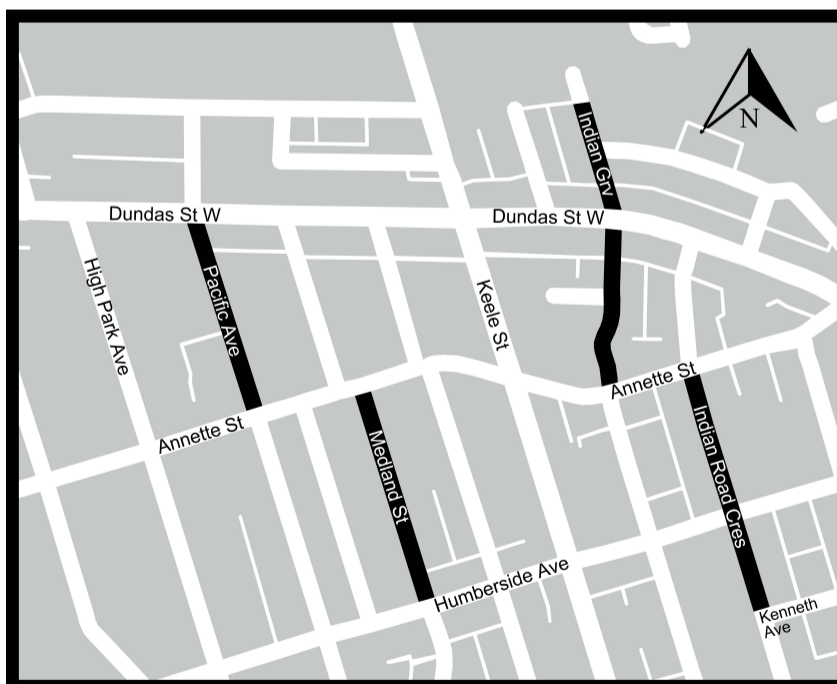 N
Indian Grv
Dundas St W
Dundas St W
High Park Ave
Pacific Ave
Keele St
Annette St
Annette St
Medland St
Indian Road Cres
Humberside Ave
Kenneth
Ave